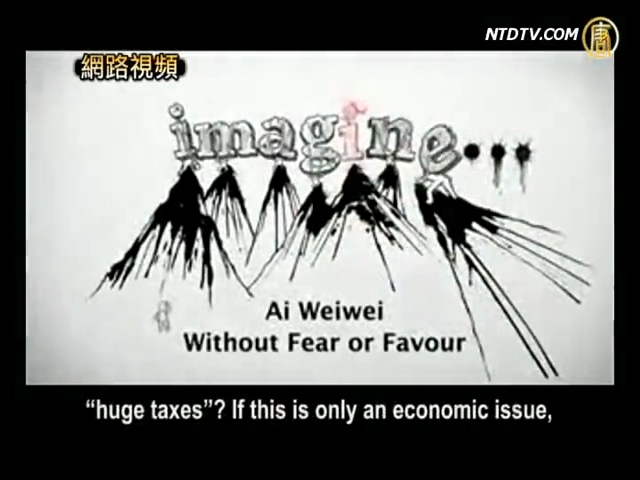 NTDTV.COM
唐
網路視頻
imagine...
Ai Weiwei
Without Fear or Favour
“huge taxes”? If this is only an economic issue,